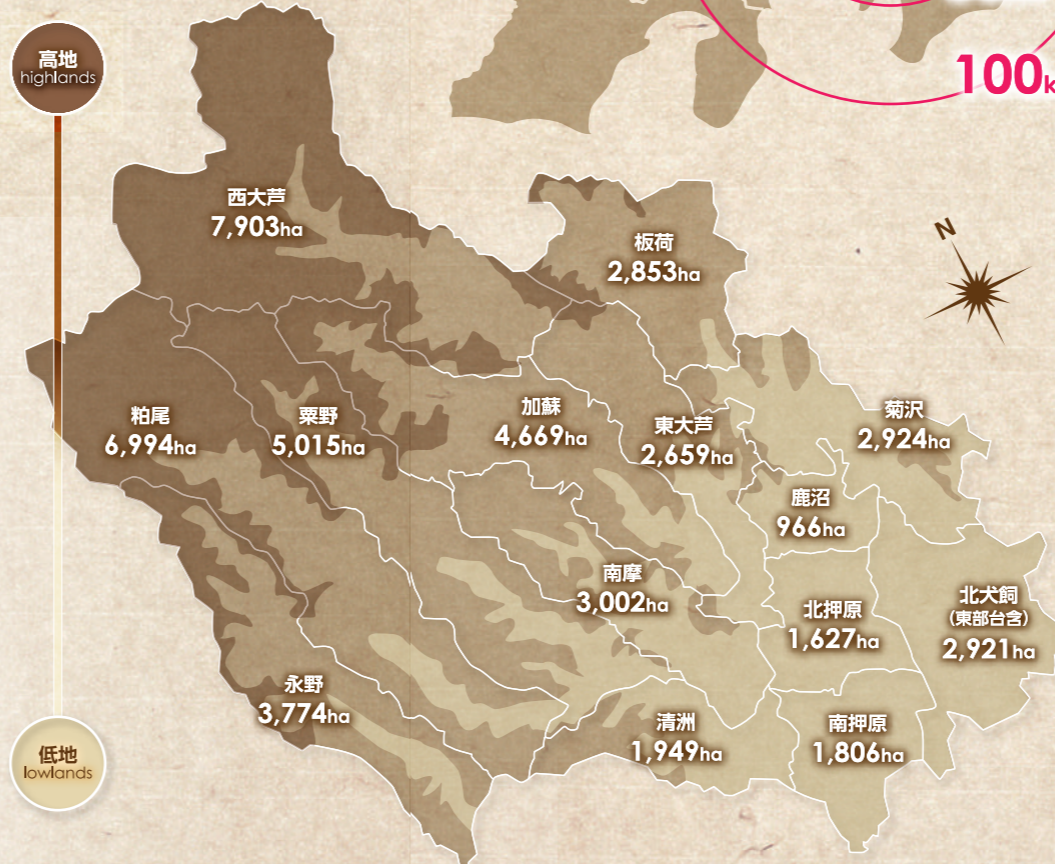 高地
highlands
100k
西大芦
7,903ha
板荷
2,853ha
N
粕尾
6,994ha
粟野
5,015ha
加蘇
4,669ha
東大芦
2,659ha
菊沢
2,924ha
鹿沼
966ha
南摩
3,002ha
北押原
1,627ha
北犬飼
(東部台含)
2,921ha
永野
3,774ha
清洲
1,949ha
南押原
1,806ha
低地
lowlands